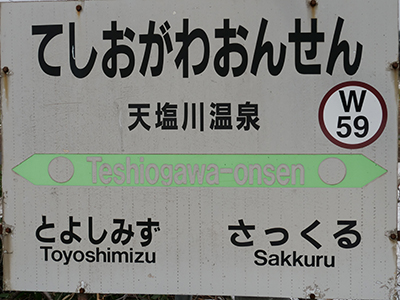 てしおがわおんせん
天塩川温泉
W
59
Teshiogawa-onsen
とよしみず
Toyoshimizu
さっくる
Sakkuru